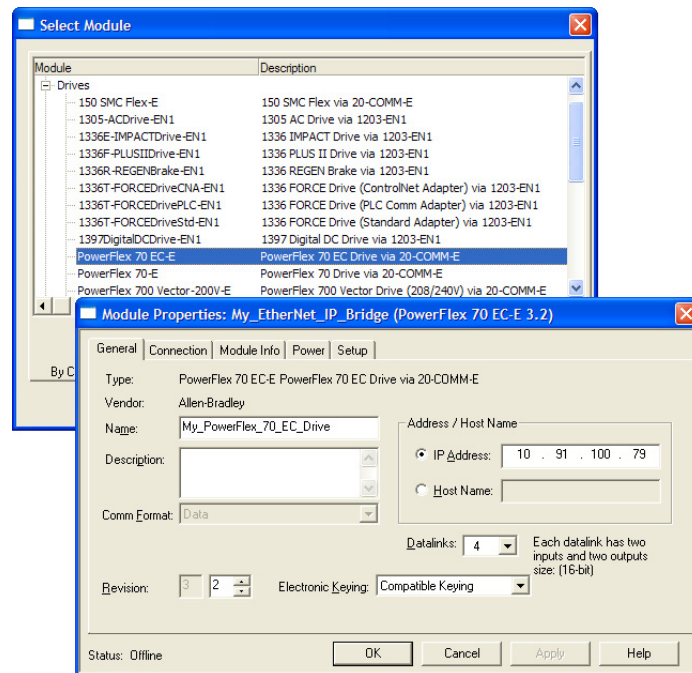 Select Module
Module Description
Drives
150 SMC Flex-E 150 SMC Flex via 20-COMM-E
1305-ACDrive-EN1 1305 AC Drive via 1203-EN1
1336E-IMPACTDrive-EN1 1336 IMPACT Drive via 1203-EN1
1336F-PLUSIIDrive-EN1 1336 PLUS II Drive via 1203-EN1
1336R-REGENBrake-EN1 1336 REGEN Brake via 1203-EN1
1336T-FORCEDriveCNA-EN1 1336 FORCE Drive (ControlNet Adapter) via 1203-EN1
1336T-FORCEDrivePLC-EN1 1336 FORCE Drive (PLC Comm Adapter) via 1203-EN1
1336T-FORCEDriveStd-EN1 1336 FORCE Drive (Standard Adapter) via 1203-EN1
1397DigitalDCDrive-EN1 1397 Digital DC Drive via 1203-EN1
PowerFlex 70 EC-E PowerFlex 70 EC Drive via 20-COMM-E
PowerFlex 70-E PowerFlex 70 Drive via 20-COMM-E
PowerFlex 700 Vector-200V-E PowerFlex 700 Vector Drive (208/240V) via 20-COMM-E
By C
Module Properties: My_EtherNet_IP_Bridge (PowerFlex 70 EC-E 3.2)
General Connection Module Info Power Setup
Type: PowerFlex 70 EC-E PowerFlex 70 EC Drive via 20-COMM-E
Vendor: Allen-Bradley
Name: My_PowerFlex_70_EC_Drive
Address / Host Name
IP Address: 10 . 91 . 100 . 79
Description:
Host Name:
Comm Format: Data
Datalinks: 4 Each datalink has two
inputs and two outputs
size: (16-bit)
Revision: 3 2 Electronic Keying: Compatible Keying
Status: Offline OK Cancel Apply Help